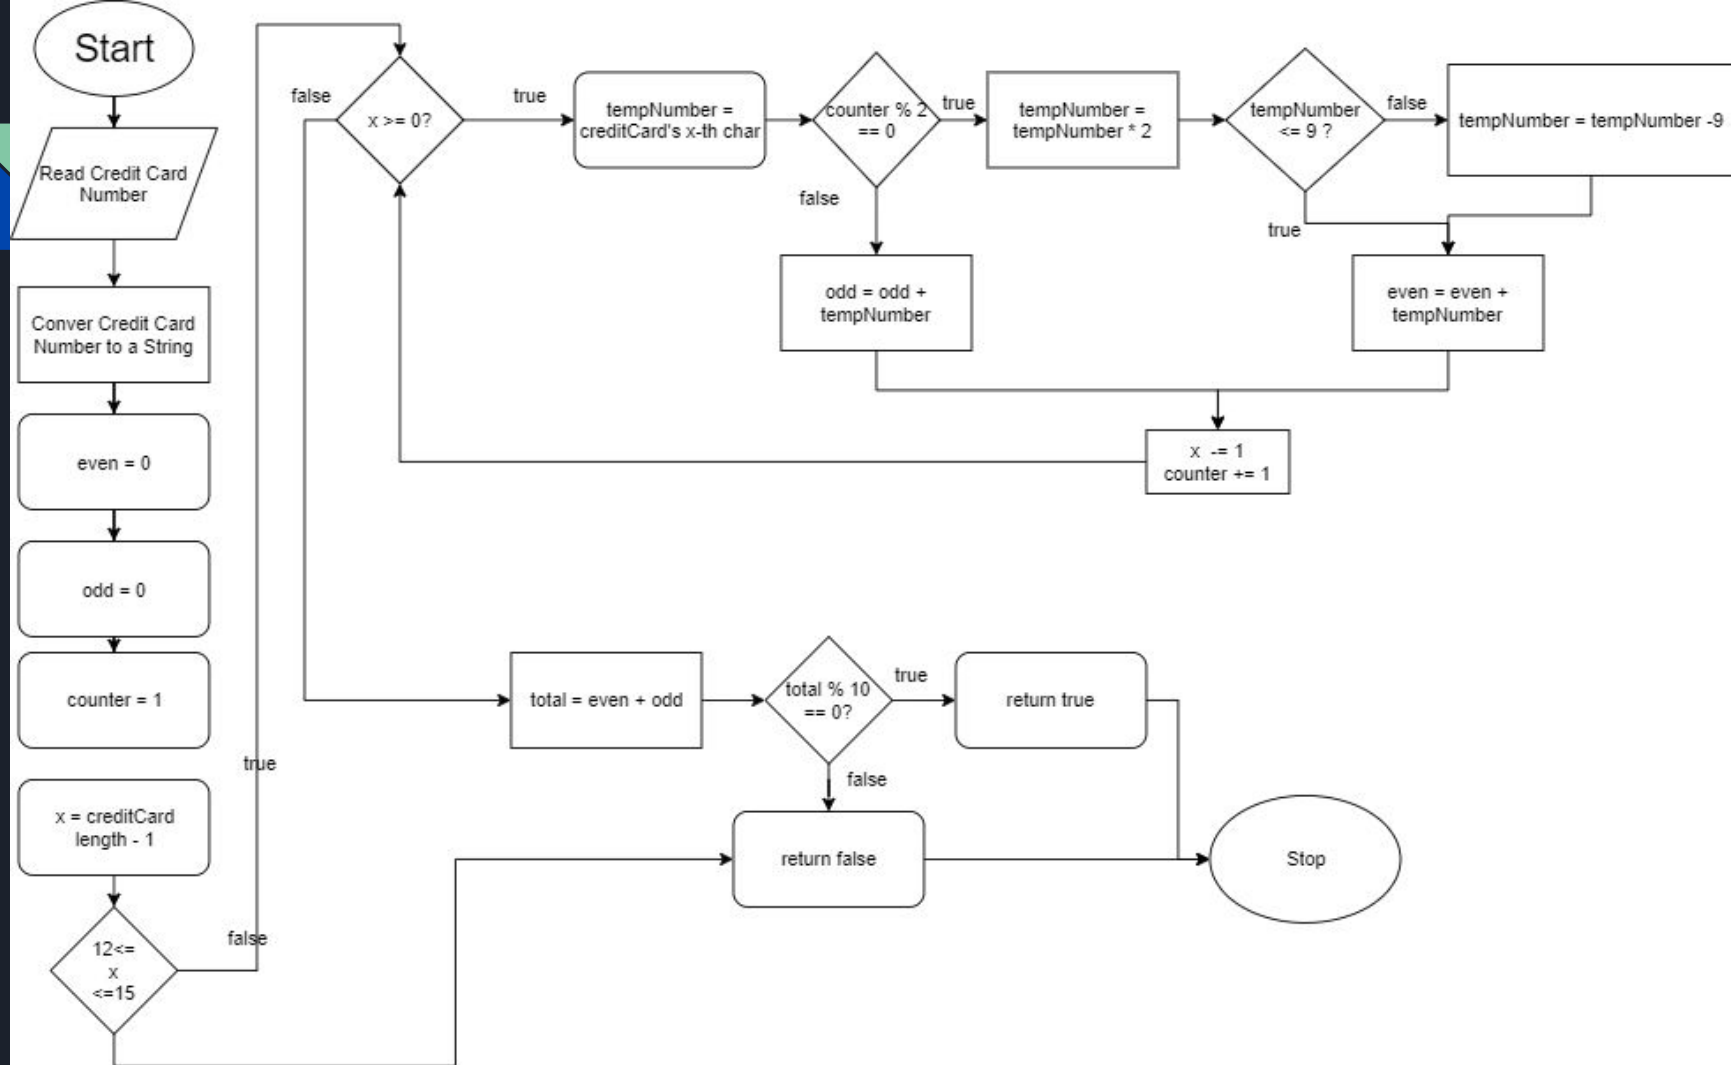 Start
Read Credit Card
Number
Conver Credit Card
Number to a String
even = 0
odd = 0
counter = 1
x = creditCard
length - 1
12<=
x
<=15
true
false
false
x >= 0?
true
tempNumber =
creditCard's x-th char
counter % 2
== 0
true
false
tempNumber =
tempNumber * 2
tempNumber
<= 9 ?
false
true
tempNumber = tempNumber -9
odd = odd +
tempNumber
even = even +
tempNumber
x -= 1
counter += 1
total = even + odd
total % 10
== 0?
true
false
return true
return false
Stop